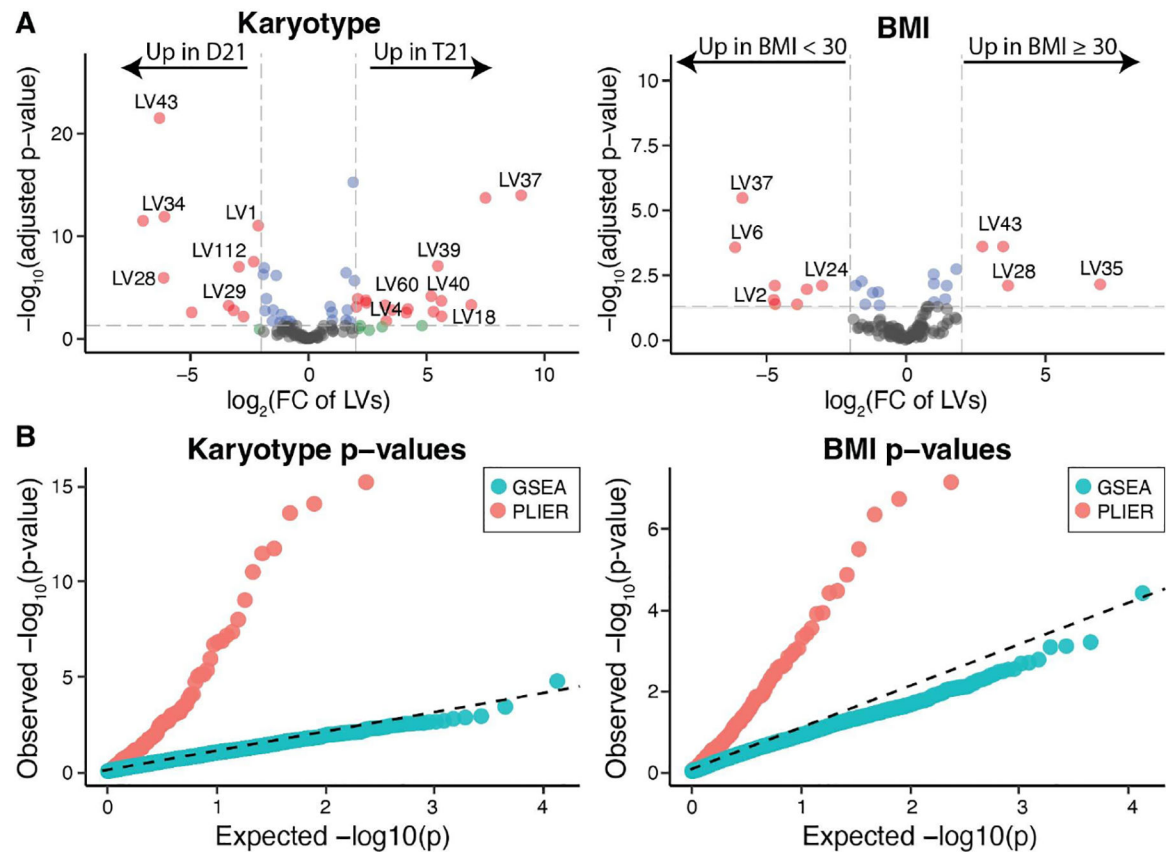 A
Karyotype
Up in D21
Up in T21
−log10(adjusted p−value)
20
10
0
LV43
LV34
LV1
LV37
LV112
LV39
LV28
LV60
LV40
LV29
LV4
LV18
−5
0
5
10
log2(FC of LVs)
BMI
Up in BMI < 30
Up in BMI ≥ 30
−log10(adjusted p−value)
10
7.5
5.0
2.5
0.0
LV37
LV6
LV43
LV24
LV28
LV35
LV2
−5
0
5
log2(FC of LVs)
B
Karyotype p−values
Observed −log10(p-value)
15
10
5
0
GSEA
PLIER
0
1
2
3
4
Expected −log10(p)
BMI p−values
Observed −log10(p-value)
6
4
2
0
GSEA
PLIER
0
1
2
3
4
Expected −log10(p)